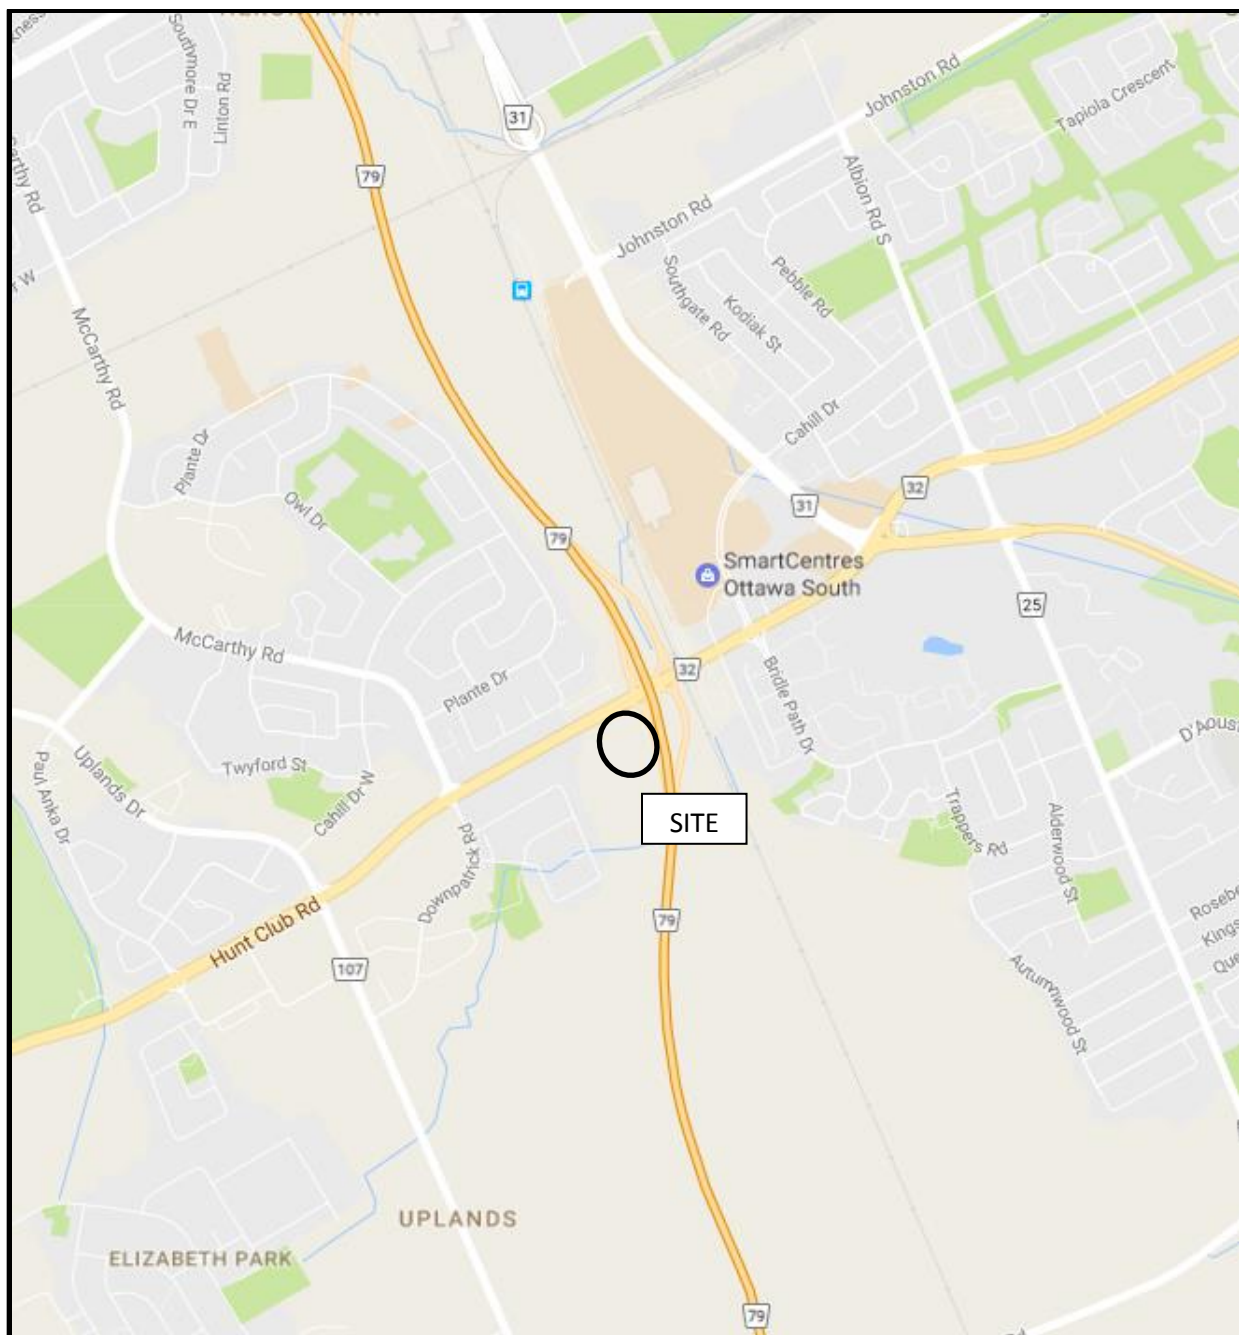 Southmore Dr E
Linton Rd
31
Johnston Rd
Tapiola Crescent
79
Albion Rd S
Johnston Rd
McCarthy Rd
Southgate Rd
Pebble Rd
Kodiak St
Plante Dr
Cahill Dr
Owl Dr
32
31
79
SmartCentres
Ottawa South
25
McCarthy Rd
Plante Dr
32
Bridle Path Dr
D'Aoust
Paul Anka Dr
Uplands Dr
Twyford St
Cahill Dr W
SITE
Trappers Rd
Alderwood St
Downpatrick Rd
Hunt Club Rd
79
107
Autumnwood St
UPLANDS
ELIZABETH PARK
79